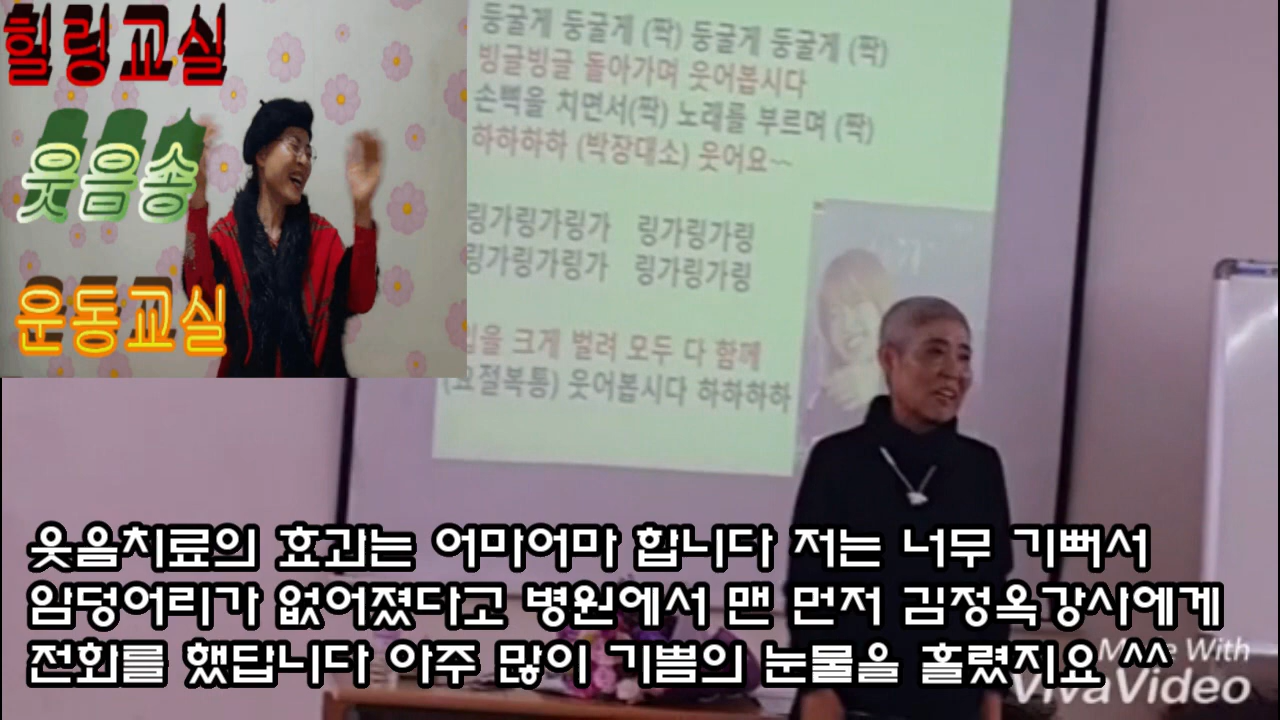 힐링교실
웃음송
운동교실
둥굴게 둥굴게 (짝) 둥글게 둥굴게 (짝)
빙글빙글 돌아가며 웃어봅시다
손뼉을 치면서(짝) 노래를 부르며 (짝)
하하하하 (박장대소) 웃어요~~
링가링가링가 링가링가링
링가링가링가 링가링가링
입을 크게 벌려 모두 다 함께
(요절복통) 웃어봅시다 하하하하
웃음치료의 효과는 어마어마 합니다 저는 너무 기뻐서
암덩어리가 없어졌다고 병원에서 맨 먼저 김정옥강사에게
전화를 했답니다 아주 많이 기쁨의 눈물을 흘렸지요 ^^
Made With
VivaVideo